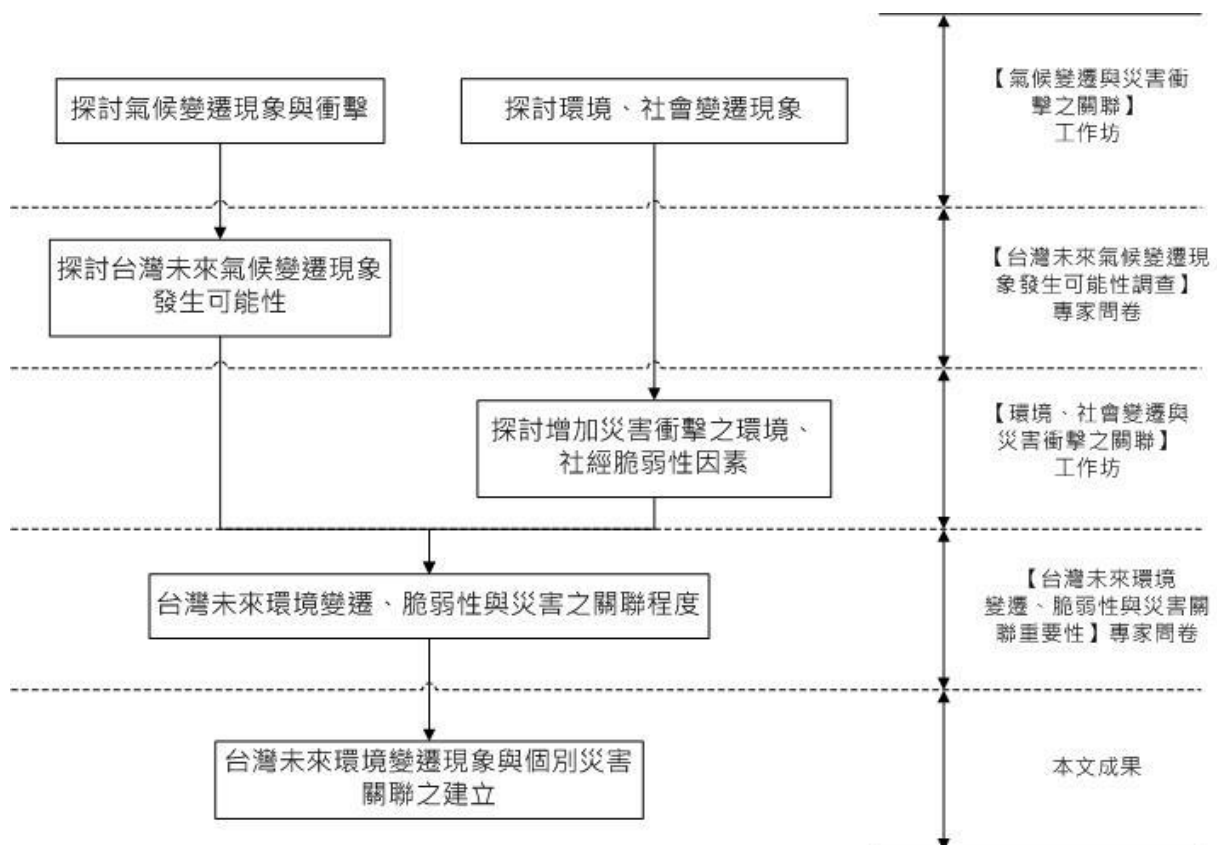 探討氣候變遷現象與衝擊
探討環境、社會變遷現象
【氣候變遷與災害衝
擊之關聯】
工作坊
探討台灣未來氣候變遷現象
發生可能性
【台灣未來氣候變遷現
象發生可能性調查】
專家問卷
探討增加災害衝擊之環境、
社經脆弱性因素
【環境、社會變遷與
災害衝擊之關聯】
工作坊
台灣未來環境變遷、脆弱性與災害之關聯程度
【台灣未來環境
變遷、脆弱性與災害關
聯重要性】專家問卷
台灣未來環境變遷現象與個別災害
關聯之建立
本文成果